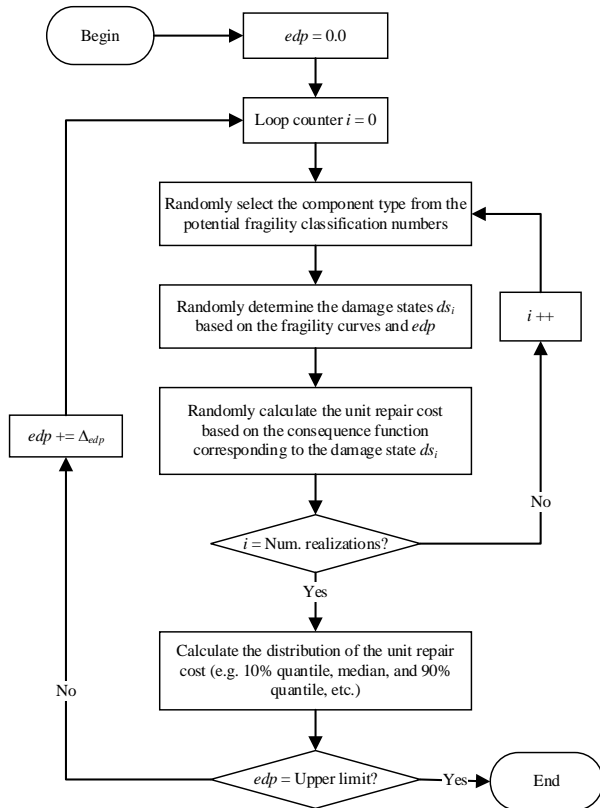 Begin
edp = 0.0
Loop counter i = 0
Randomly select the component type from the
potential fragility classification numbers
Randomly determine the damage states dsi
based on the fragility curves and edp
i ++
Randomly calculate the unit repair cost
based on the consequence function
corresponding to the damage state dsi
edp += Δedp
No
i = Num. realizations?
Yes
Calculate the distribution of the unit repair
cost (e.g. 10% quantile, median, and 90%
quantile, etc.)
No
edp = Upper limit?
Yes
End